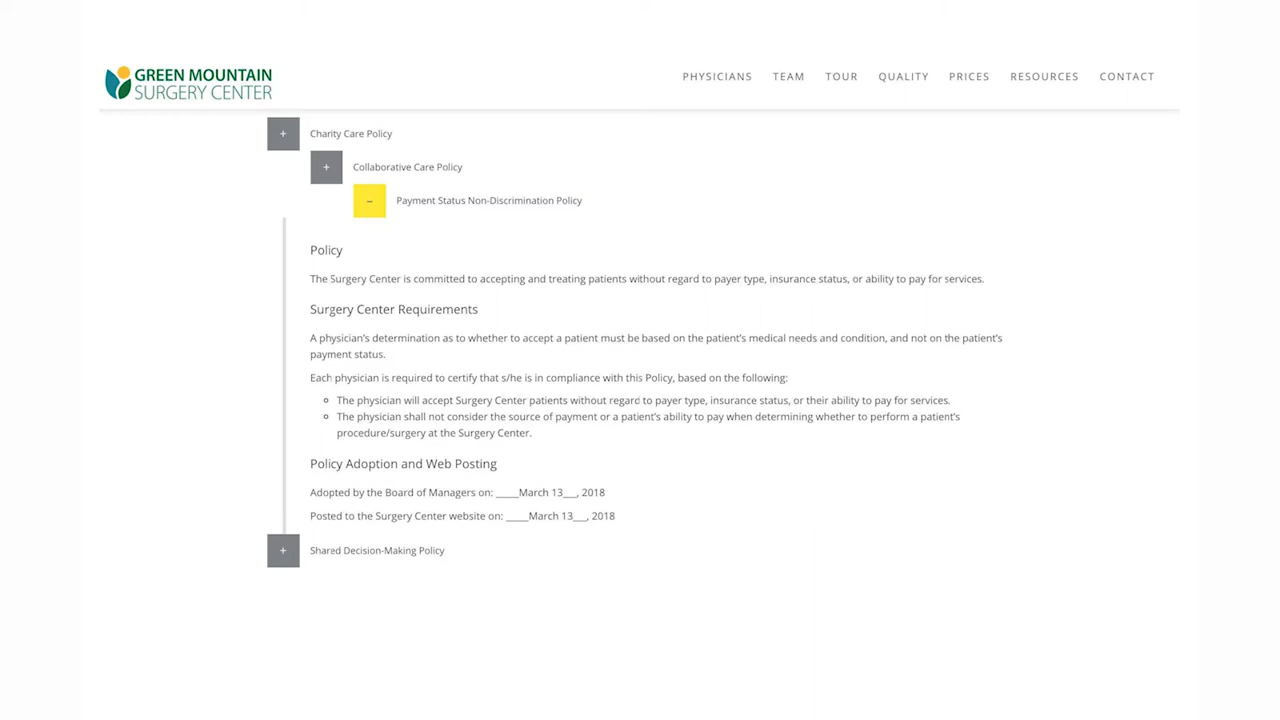 GREEN MOUNTAIN
SURGERY CENTER
PHYSICIANS TEAM TOUR QUALITY PRICES RESOURCES CONTACT
+ Charity Care Policy
+ Collaborative Care Policy
– Payment Status Non-Discrimination Policy
Policy
The Surgery Center is committed to accepting and treating patients without regard to payer type, insurance status, or ability to pay for services.
Surgery Center Requirements
A physician's determination as to whether to accept a patient must be based on the patient's medical needs and condition, and not on the patient's
payment status.
Each physician is required to certify that s/he is in compliance with this Policy, based on the following:
The physician will accept Surgery Center patients without regard to payer type, insurance status, or their ability to pay for services.
The physician shall not consider the source of payment or a patient's ability to pay when determining whether to perform a patient's
procedure/surgery at the Surgery Center.
Policy Adoption and Web Posting
Adopted by the Board of Managers on: _____March 13___, 2018
Posted to the Surgery Center website on: _____March 13___, 2018
+ Shared Decision-Making Policy